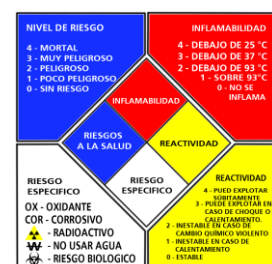 NIVEL DE RIESGO
4 - MORTAL
3 - MUY PELIGROSO
2 - PELIGROSO
1 - POCO PELIGROSO
0 - SIN RIESGO
INFLAMABILIDAD
4 - DEBAJO DE 25 °C
3 - DEBAJO DE 37 °C
2 - DEBAJO DE 93 °C
1 - SOBRE 93°C
0 - NO SE
INFLAMA
INFLAMABILIDAD
RIESGOS
A LA SALUD
REACTIVIDAD
RIESGO
ESPECIFICO
RIESGO
ESPECIFICO
OX - OXIDANTE
COR - CORROSIVO
- RADIOACTIVO
W - NO USAR AGUA
- RIESGO BIOLOGICO
REACTIVIDAD
4 - PUED EXPLOTAR
SÚBITAMENTE
3 - PUEDE EXPLOTAR EN
CASO DE CHOQUE O
CALENTAMIENTO.
2 - INESTABLE EN CASO DE
CAMBIO QUÍMICO VIOLENTO
1 - INESTABLE EN CASO DE
CALENTAMIENTO
0 - ESTABLE